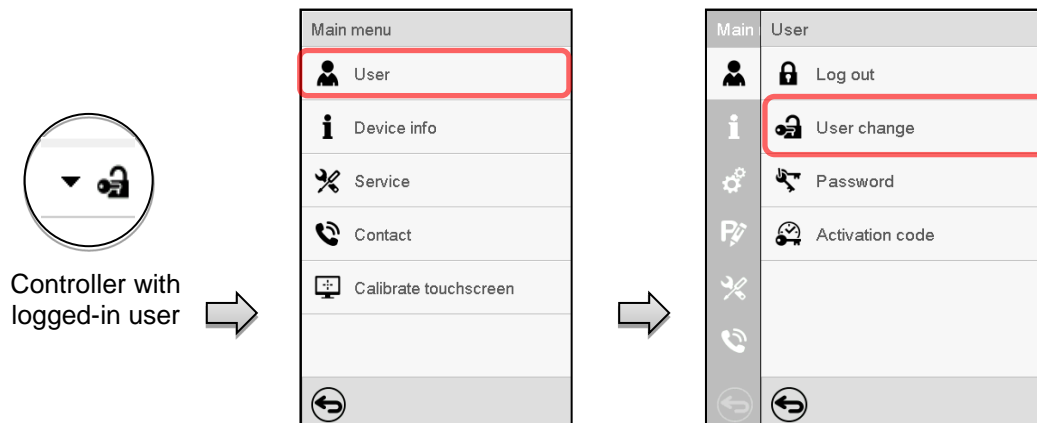 Controller with
logged-in user
Main menu
User
Device info
Service
Contact
Calibrate touchscreen
Main
User
Log out
User change
Password
Activation code